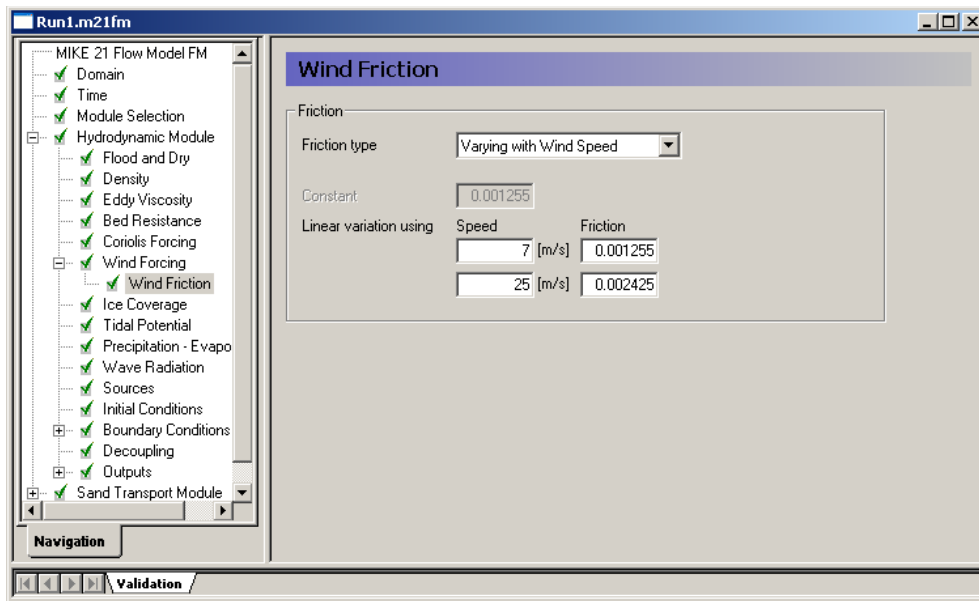 Run1.m21fm
MIKE 21 Flow Model FM
Domain
Time
Module Selection
Hydrodynamic Module
Flood and Dry
Density
Eddy Viscosity
Bed Resistance
Coriolis Forcing
Wind Forcing
Wind Friction
Ice Coverage
Tidal Potential
Precipitation - Evapo
Wave Radiation
Sources
Initial Conditions
Boundary Conditions
Decoupling
Outputs
Sand Transport Module
Navigation
Wind Friction
Friction
Friction type Varying with Wind Speed
Constant 0.001255
Linear variation using Speed Friction
7 [m/s] 0.001255
25 [m/s] 0.002425
Validation